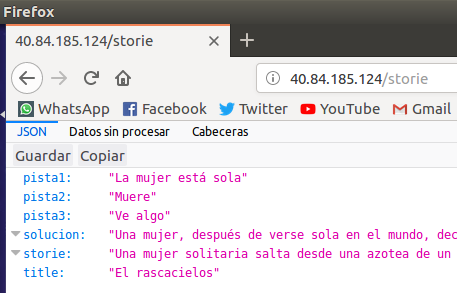 Firefox
40.84.185.124/storie
40.84.185.124/storie
WhatsApp Facebook Twitter YouTube Gmail
JSON Datos sin procesar Cabeceras
Guardar Copiar
pista1: "La mujer está sola"
pista2: "Muere"
pista3: "Ve algo"
solucion: "Una mujer, después de verse sola en el mundo, dec
storie: "Una mujer solitaria salta desde una azotea de un
title: "El rascacielos"